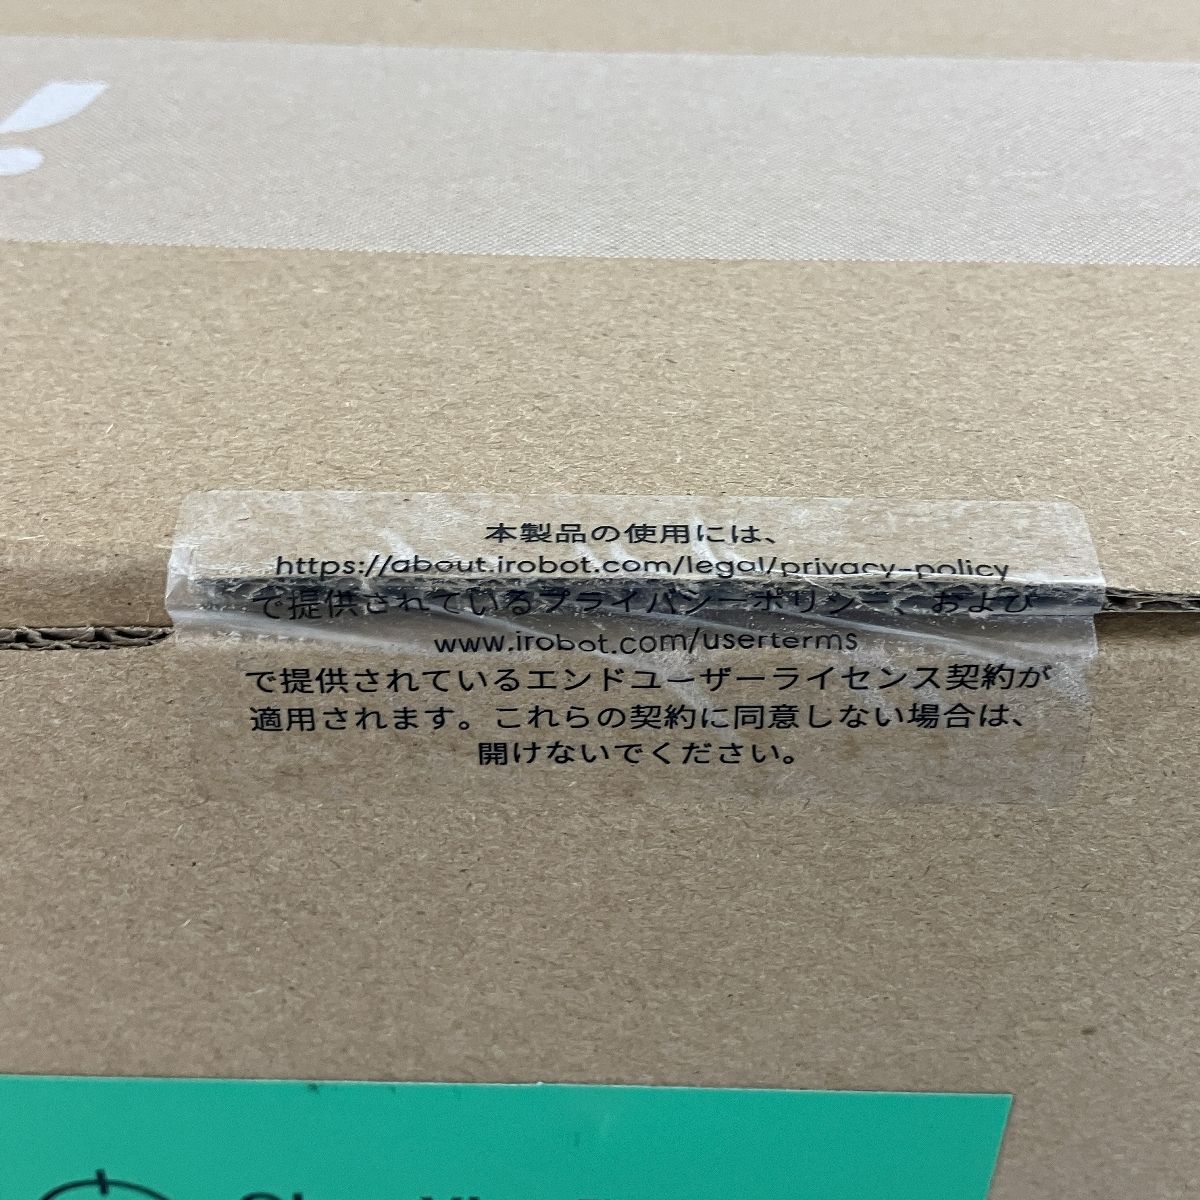 本製品の使用には、
https://about.irobot.com/legal/privacy-policy
で提供されているプライバシーポリシー、および
www.irobot.com/userterms
で提供されているエンドユーザーライセンス契約が
適用されます。これらの契約に同意しない場合は、
開けないでください。